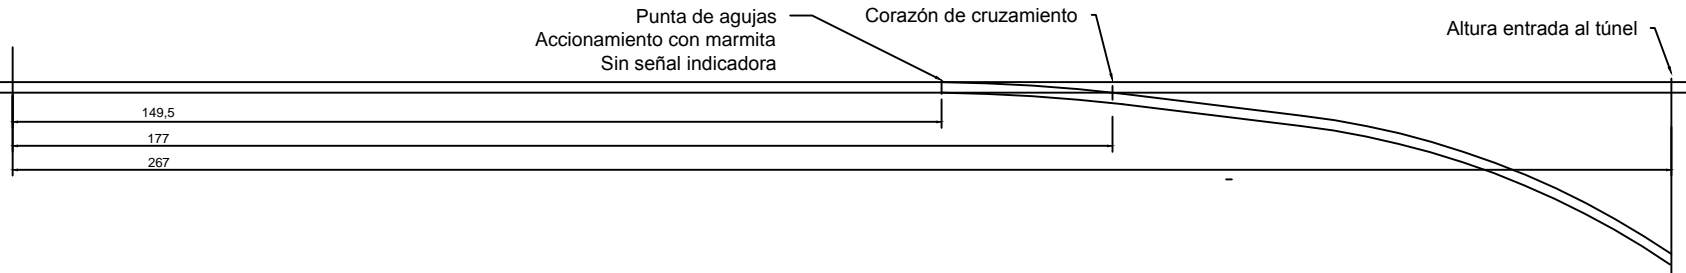 Punta de agujas
Accionamiento con marmita
Sin señal indicadora
Corazón de cruzamiento
Altura entrada al túnel
149,5
177
267